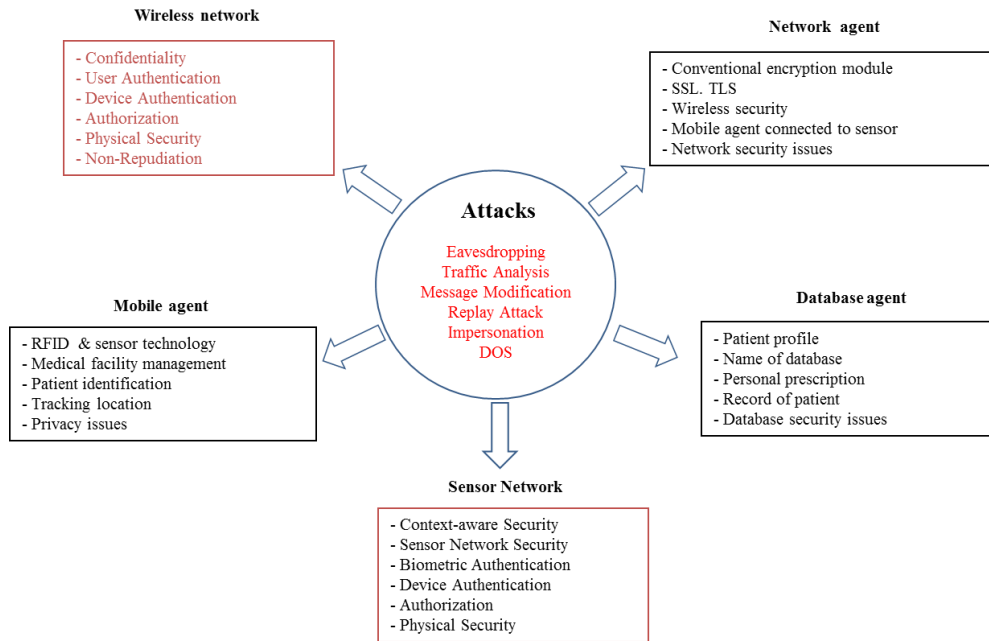 Wireless network
- Confidentiality
- User Authentication
- Device Authentication
- Authorization
- Physical Security
- Non-Repudiation
Network agent
- Conventional encryption module
- SSL. TLS
- Wireless security
- Mobile agent connected to sensor
- Network security issues
Attacks
Eavesdropping
Traffic Analysis
Message Modification
Replay Attack
Impersonation
DOS
Mobile agent
- RFID & sensor technology
- Medical facility management
- Patient identification
- Tracking location
- Privacy issues
Database agent
- Patient profile
- Name of database
- Personal prescription
- Record of patient
- Database security issues
Sensor Network
- Context-aware Security
- Sensor Network Security
- Biometric Authentication
- Device Authentication
- Authorization
- Physical Security